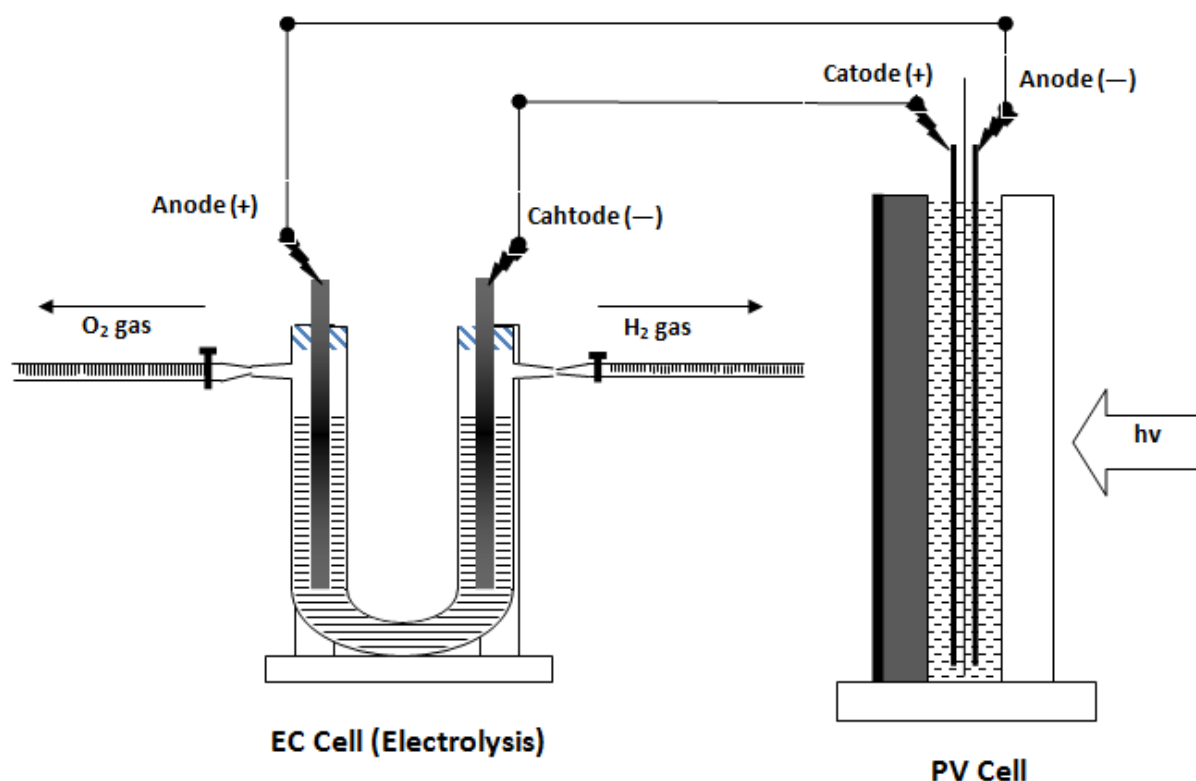 Catode (+)
Anode (—)
Anode (+)
Cahtode (—)
O₂ gas
H₂ gas
hv
EC Cell (Electrolysis)
PV Cell